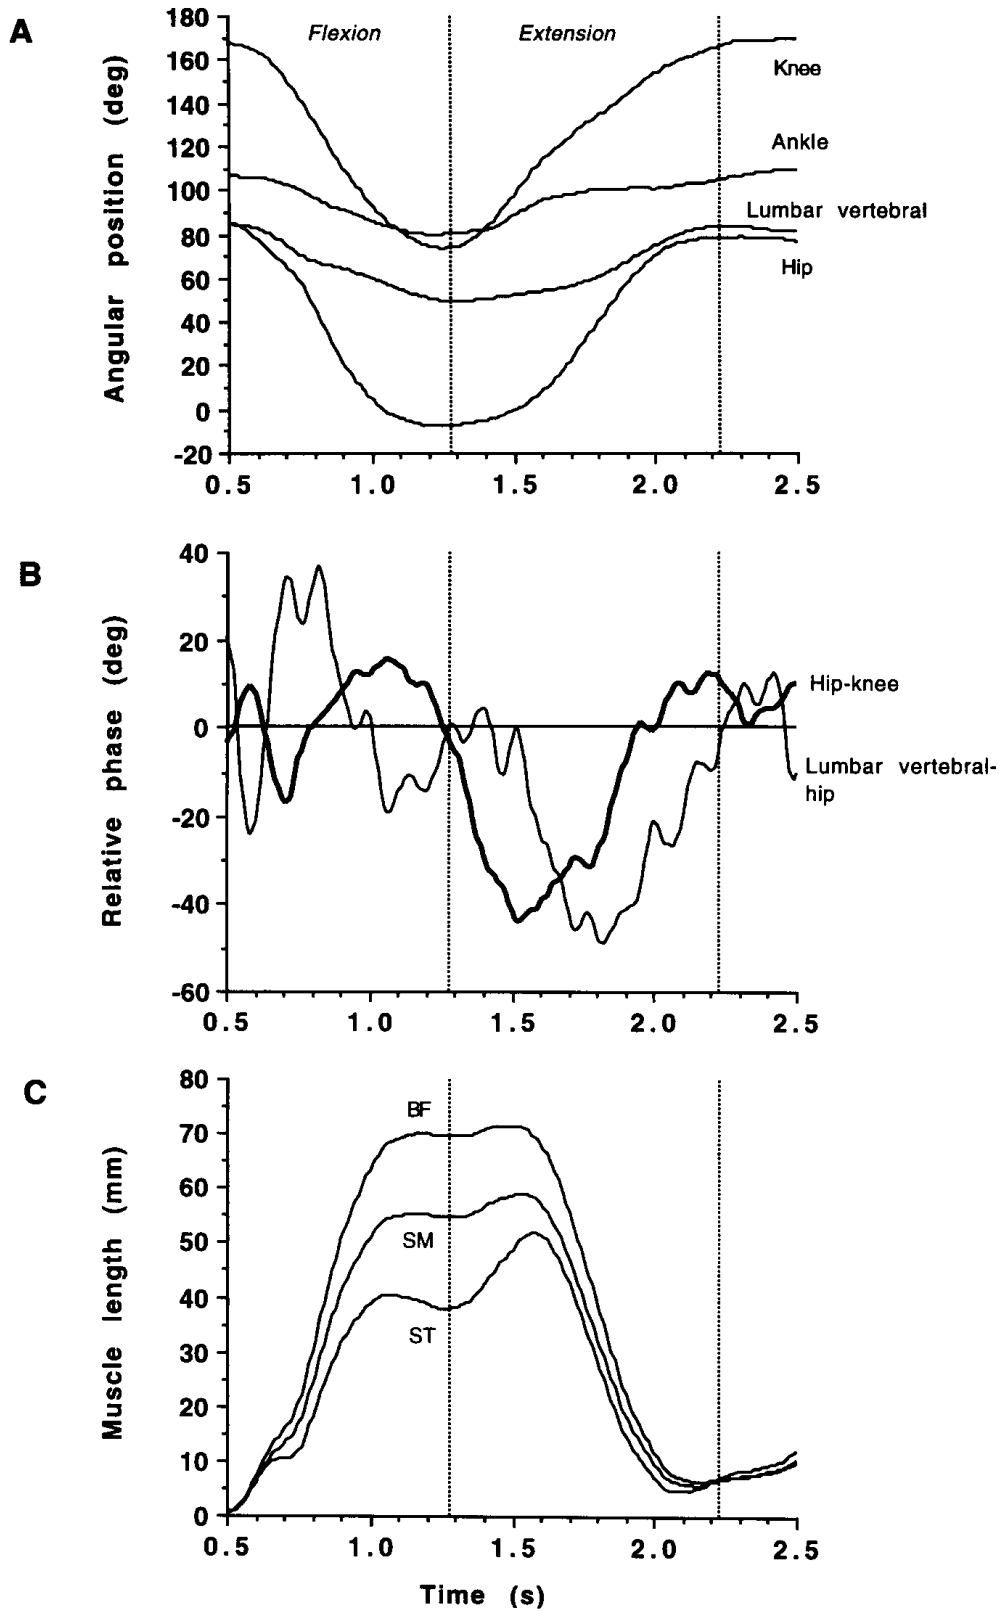 A
Angular position (deg)
180
160
140
120
100
80
60
40
20
0
-20
Flexion
Extension
Knee
Ankle
Lumbar vertebral
Hip
0.5 1.0 1.5 2.0 2.5
B
Relative phase (deg)
40
20
0
-20
-40
-60
Hip-knee
Lumbar vertebral-
hip
0.5 1.0 1.5 2.0 2.5
C
Muscle length (mm)
80
70
60
50
40
30
20
10
0
BF
SM
ST
0.5 1.0 1.5 2.0 2.5
Time (s)